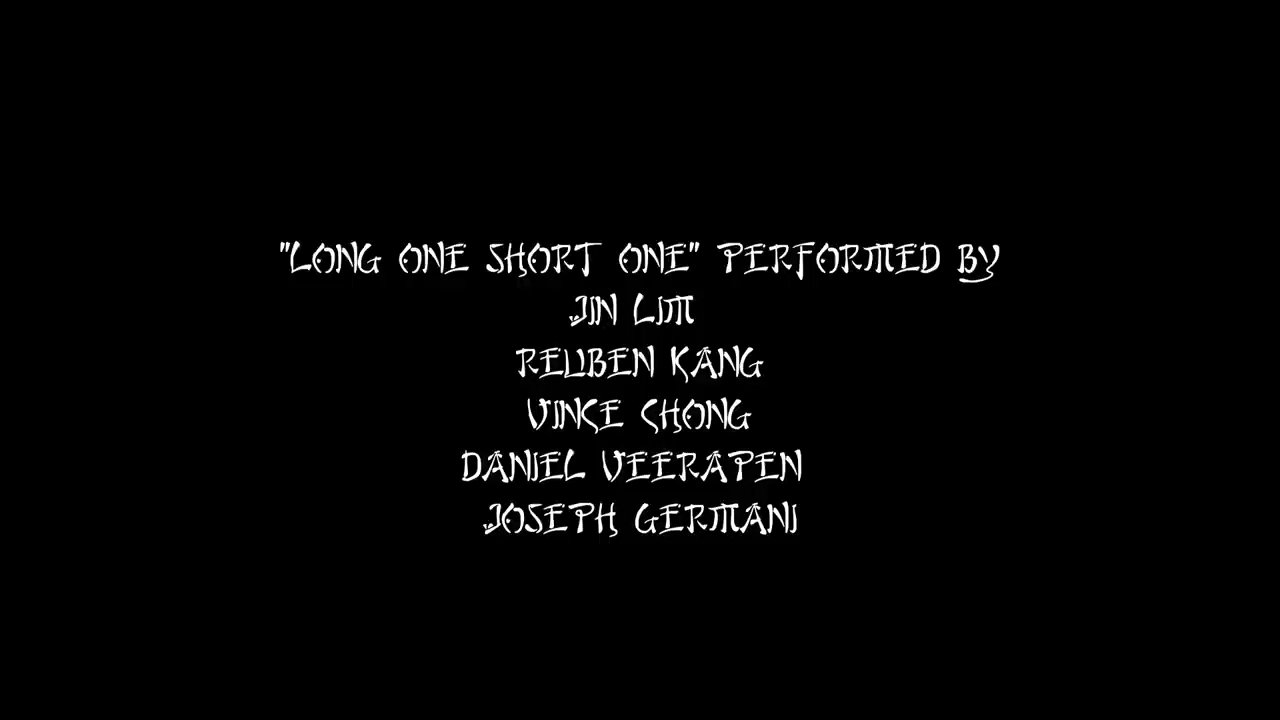 "LONG ONE SHORT ONE" PERFORMED BY
JIN LIM
REUBEN KANG
VINCE CHONG
DANIEL VEERAPEN
JOSEPH GERMANI